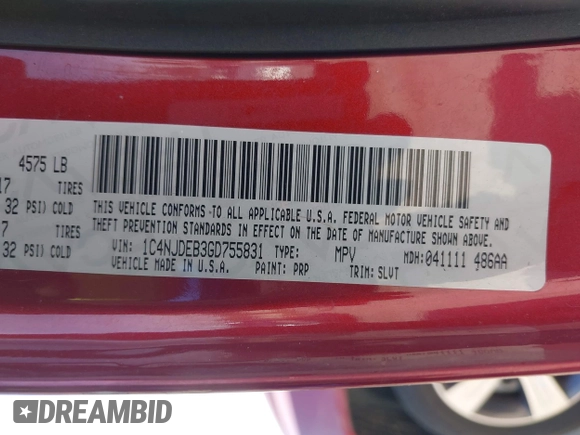 4575 LB
17 TIRES
32 PSI) COLD
7 TIRES
32 PSI) COLD
THIS VEHICLE CONFORMS TO ALL APPLICABLE U.S.A. FEDERAL MOTOR VEHICLE SAFETY AND
THEFT PREVENTION STANDARDS IN EFFECT ON THE DATE OF MANUFACTURE SHOWN ABOVE.
VIN: 1C4NJDEB3GD755831 TYPE: MPV MDH:041111 486AA
VEHICLE MADE IN U.S.A. PAINT: PRP TRIM: SLVT
DREAMBID